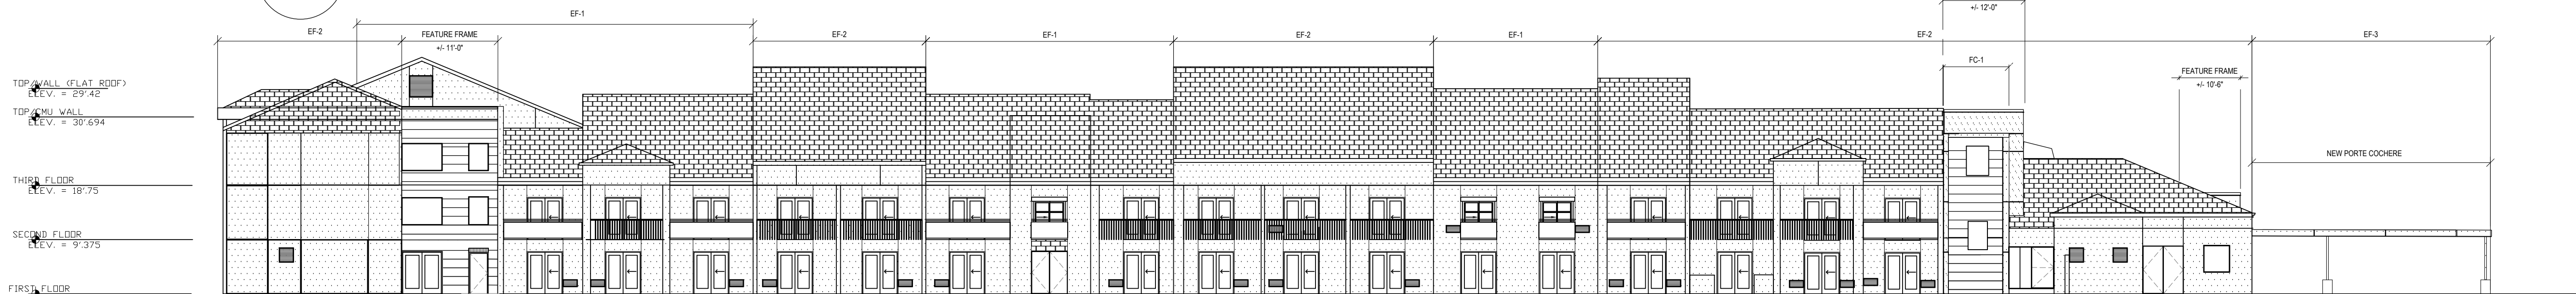 +/- 12'-0"
EF-1
EF-2
FEATURE FRAME
+/- 11'-0"
EF-2
EF-1
EF-2
EF-1
EF-2
EF-3
FC-1
FEATURE FRAME
+/- 10'-6"
TOP/WALL (FLAT ROOF)
ELEV. = 29'.42
TOP/CMU WALL
ELEV. = 30'.694
NEW PORTE COCHERE
THIRD FLOOR
ELEV. = 18'.75
SECOND FLOOR
ELEV. = 9'.375
FIRST FLOOR